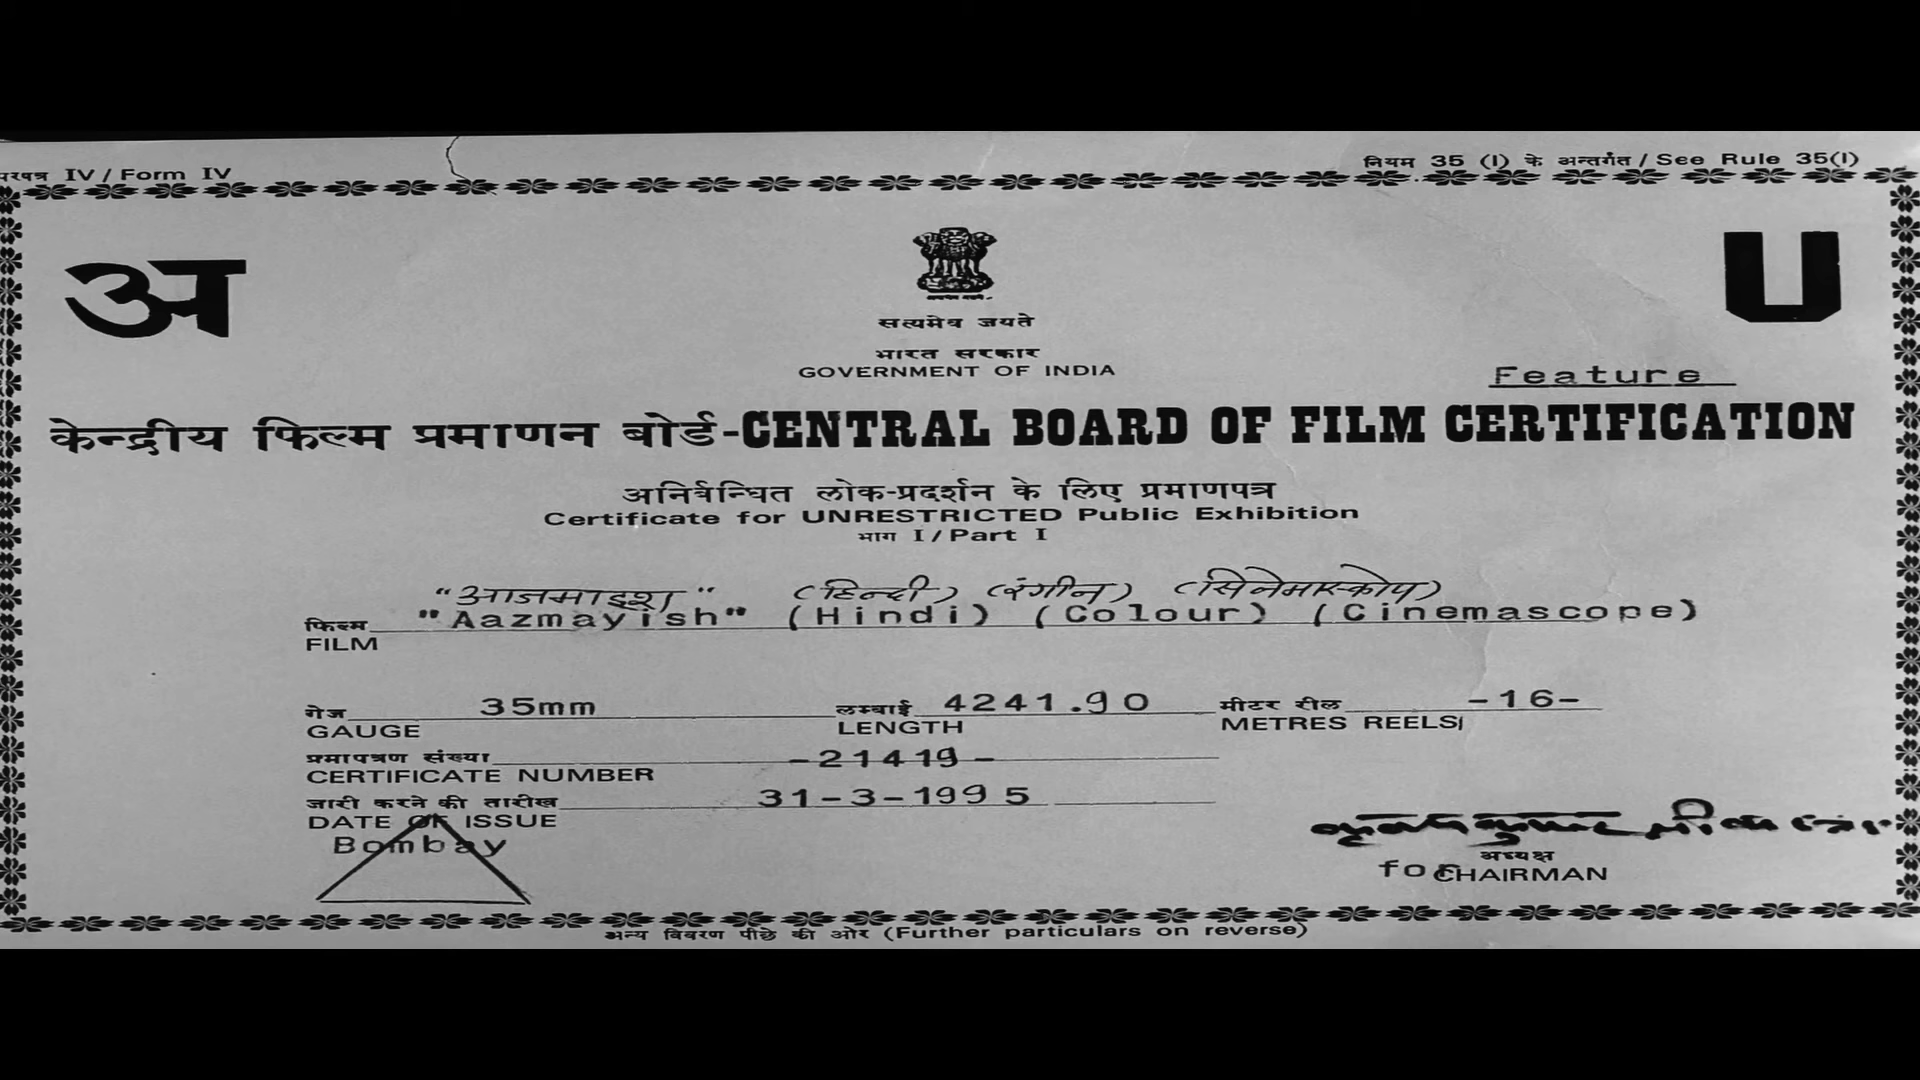 IV / Form IV
नियम 35 (I) के अन्तर्गत / See Rule 35(I)
अ
U
सत्यमेव जयते
भारत सरकार
GOVERNMENT OF INDIA
Feature
केन्द्रीय फिल्म प्रमाणन बोर्ड-CENTRAL BOARD OF FILM CERTIFICATION
अनिर्बन्धित लोक-प्रदर्शन के लिए प्रमाणपत्र
Certificate for UNRESTRICTED Public Exhibition
भाग I / Part I
"आजमाइश" (हिन्दी) (रंगीन) (सिनेमास्कोप)
फिल्म "Aazmayish" (Hindi) (Colour) (Cinemascope)
FILM
गेज 35mm लम्बाई 4241.90 मीटर रील -16-
GAUGE LENGTH METRES REELS
प्रमापत्रण संख्या -21419-
CERTIFICATE NUMBER
जारी करने की तारीख 31-3-1995
DATE OF ISSUE
Bombay
अध्यक्ष
for CHAIRMAN
अन्य विवरण पीछे की ओर (Further particulars on reverse)